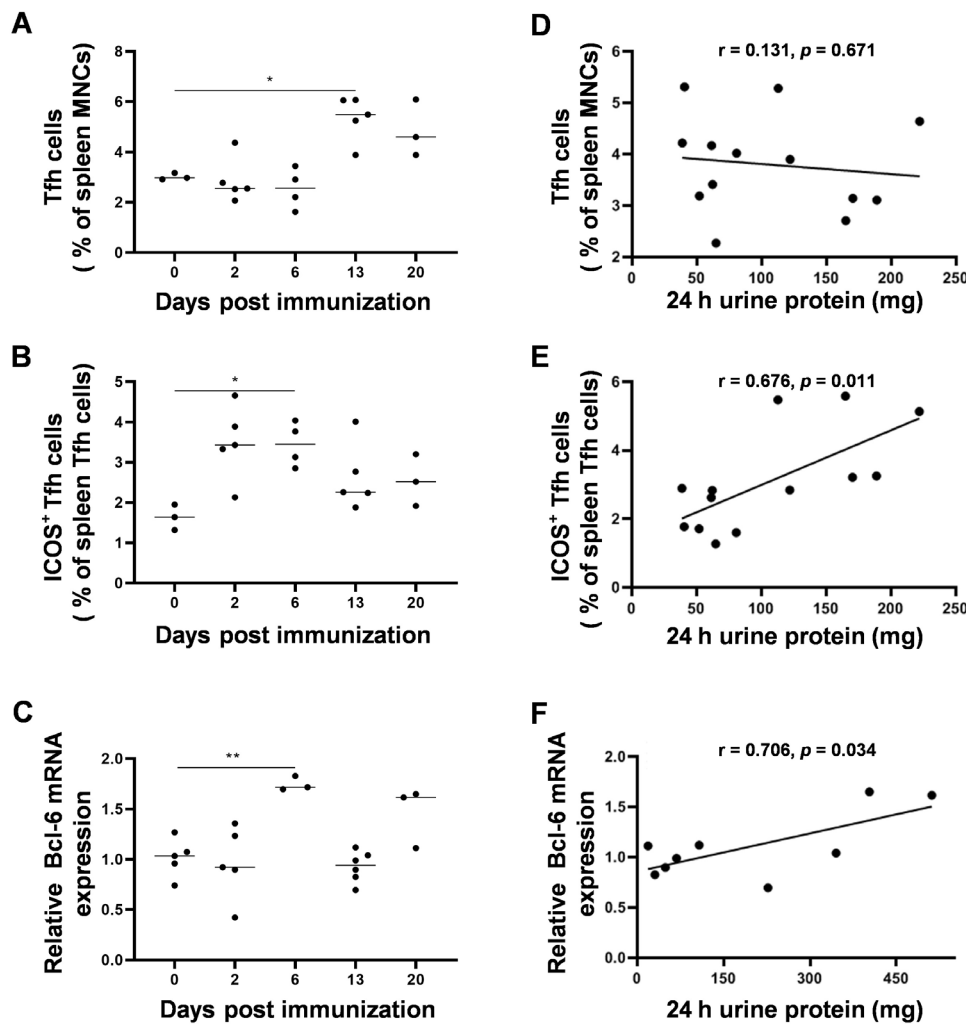 A
Tfh cells
( % of spleen MNCs)
8
6
4
2
0
*
0 2 6 13 20
Days post immunization
D
r = 0.131, p = 0.671
Tfh cells
( % of spleen MNCs)
6
5
4
3
2
0 50 100 150 200 250
24 h urine protein (mg)
B
ICOS+ Tfh cells
( % of spleen Tfh cells)
5
4
3
2
1
0
*
0 2 6 13 20
Days post immunization
E
r = 0.676, p = 0.011
ICOS+ Tfh cells
( % of spleen Tfh cells)
6
4
2
0
0 50 100 150 200 250
24 h urine protein (mg)
C
Relative Bcl-6 mRNA
expression
2.0
1.5
1.0
0.5
0.0
**
0 2 6 13 20
Days post immunization
F
r = 0.706, p = 0.034
Relative Bcl-6 mRNA
expression
2.0
1.5
1.0
0.5
0.0
0 150 300 450
24 h urine protein (mg)